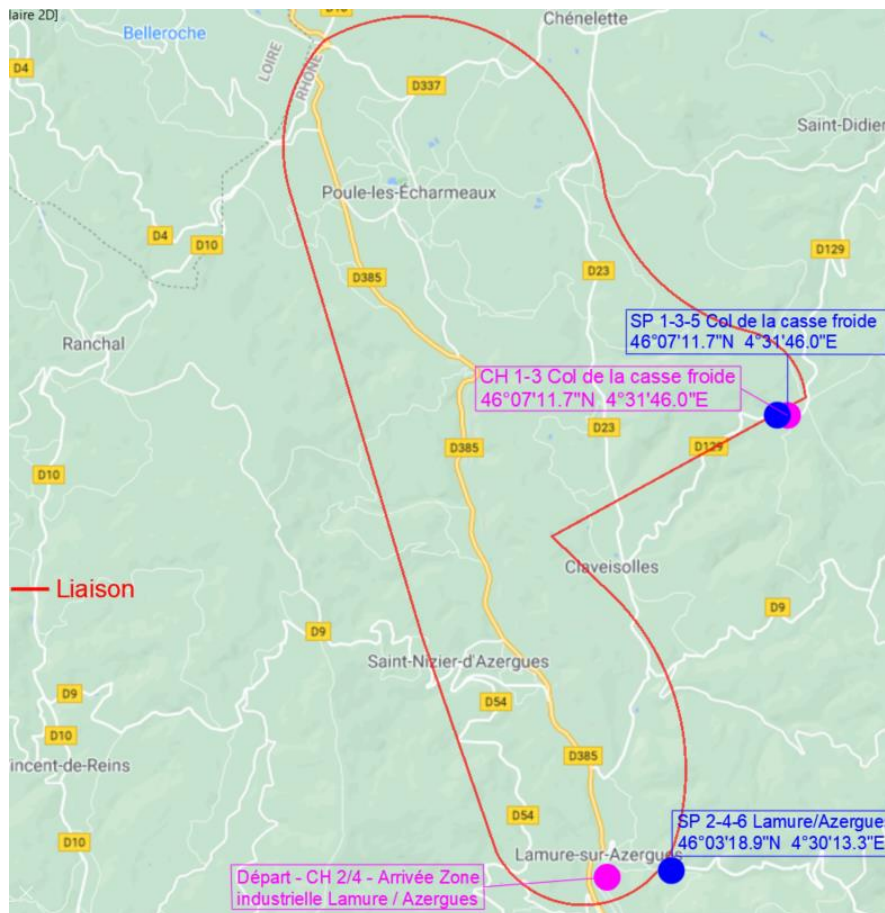 laire 2D]
D10
Chénelette
Belleroche
LOIRE
RHÔNE
D4
D337
Saint-Didier
Poule-les-Écharmeaux
D4
D10
D129
D385
D23
SP 1-3-5 Col de la casse froide
46°07'11.7"N 4°31'46.0"E
Ranchal
CH 1-3 Col de la casse froide
46°07'11.7"N 4°31'46.0"E
D23
D385
D129
D10
Claveisolles
Liaison
D9
D9
Saint-Nizier-d'Azergues
D9
D54
D10
D385
incent-de-Reins
D54
SP 2-4-6 Lamure/Azergues
46°03'18.9"N 4°30'13.3"E
D10
Lamure-sur-Azergues
Départ - CH 2/4 - Arrivée Zone
industrielle Lamure / Azergues